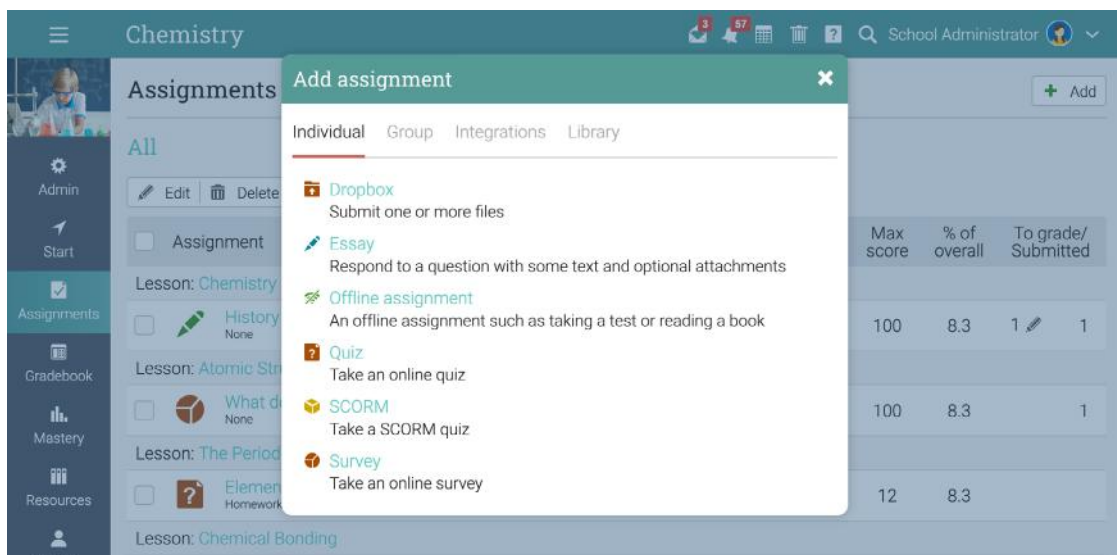 Chemistry
3
57
?
School Administrator
Add assignment
Assignments
+ Add
Individual Group Integrations Library
All
Admin
Edit Delete
Dropbox
Submit one or more files
Start
Assignment
Max score
% of overall
To grade/ Submitted
Essay
Respond to a question with some text and optional attachments
Lesson: Chemistry
Assignments
Offline assignment
An offline assignment such as taking a test or reading a book
History
None
100 8.3 1 1
Gradebook
Lesson: Atomic Str
Quiz
Take an online quiz
What d
None
100 8.3 1
Mastery
SCORM
Take a SCORM quiz
Lesson: The Period
Survey
Take an online survey
Resources
Elemen
Homework
12 8.3
Lesson: Chemical Bonding